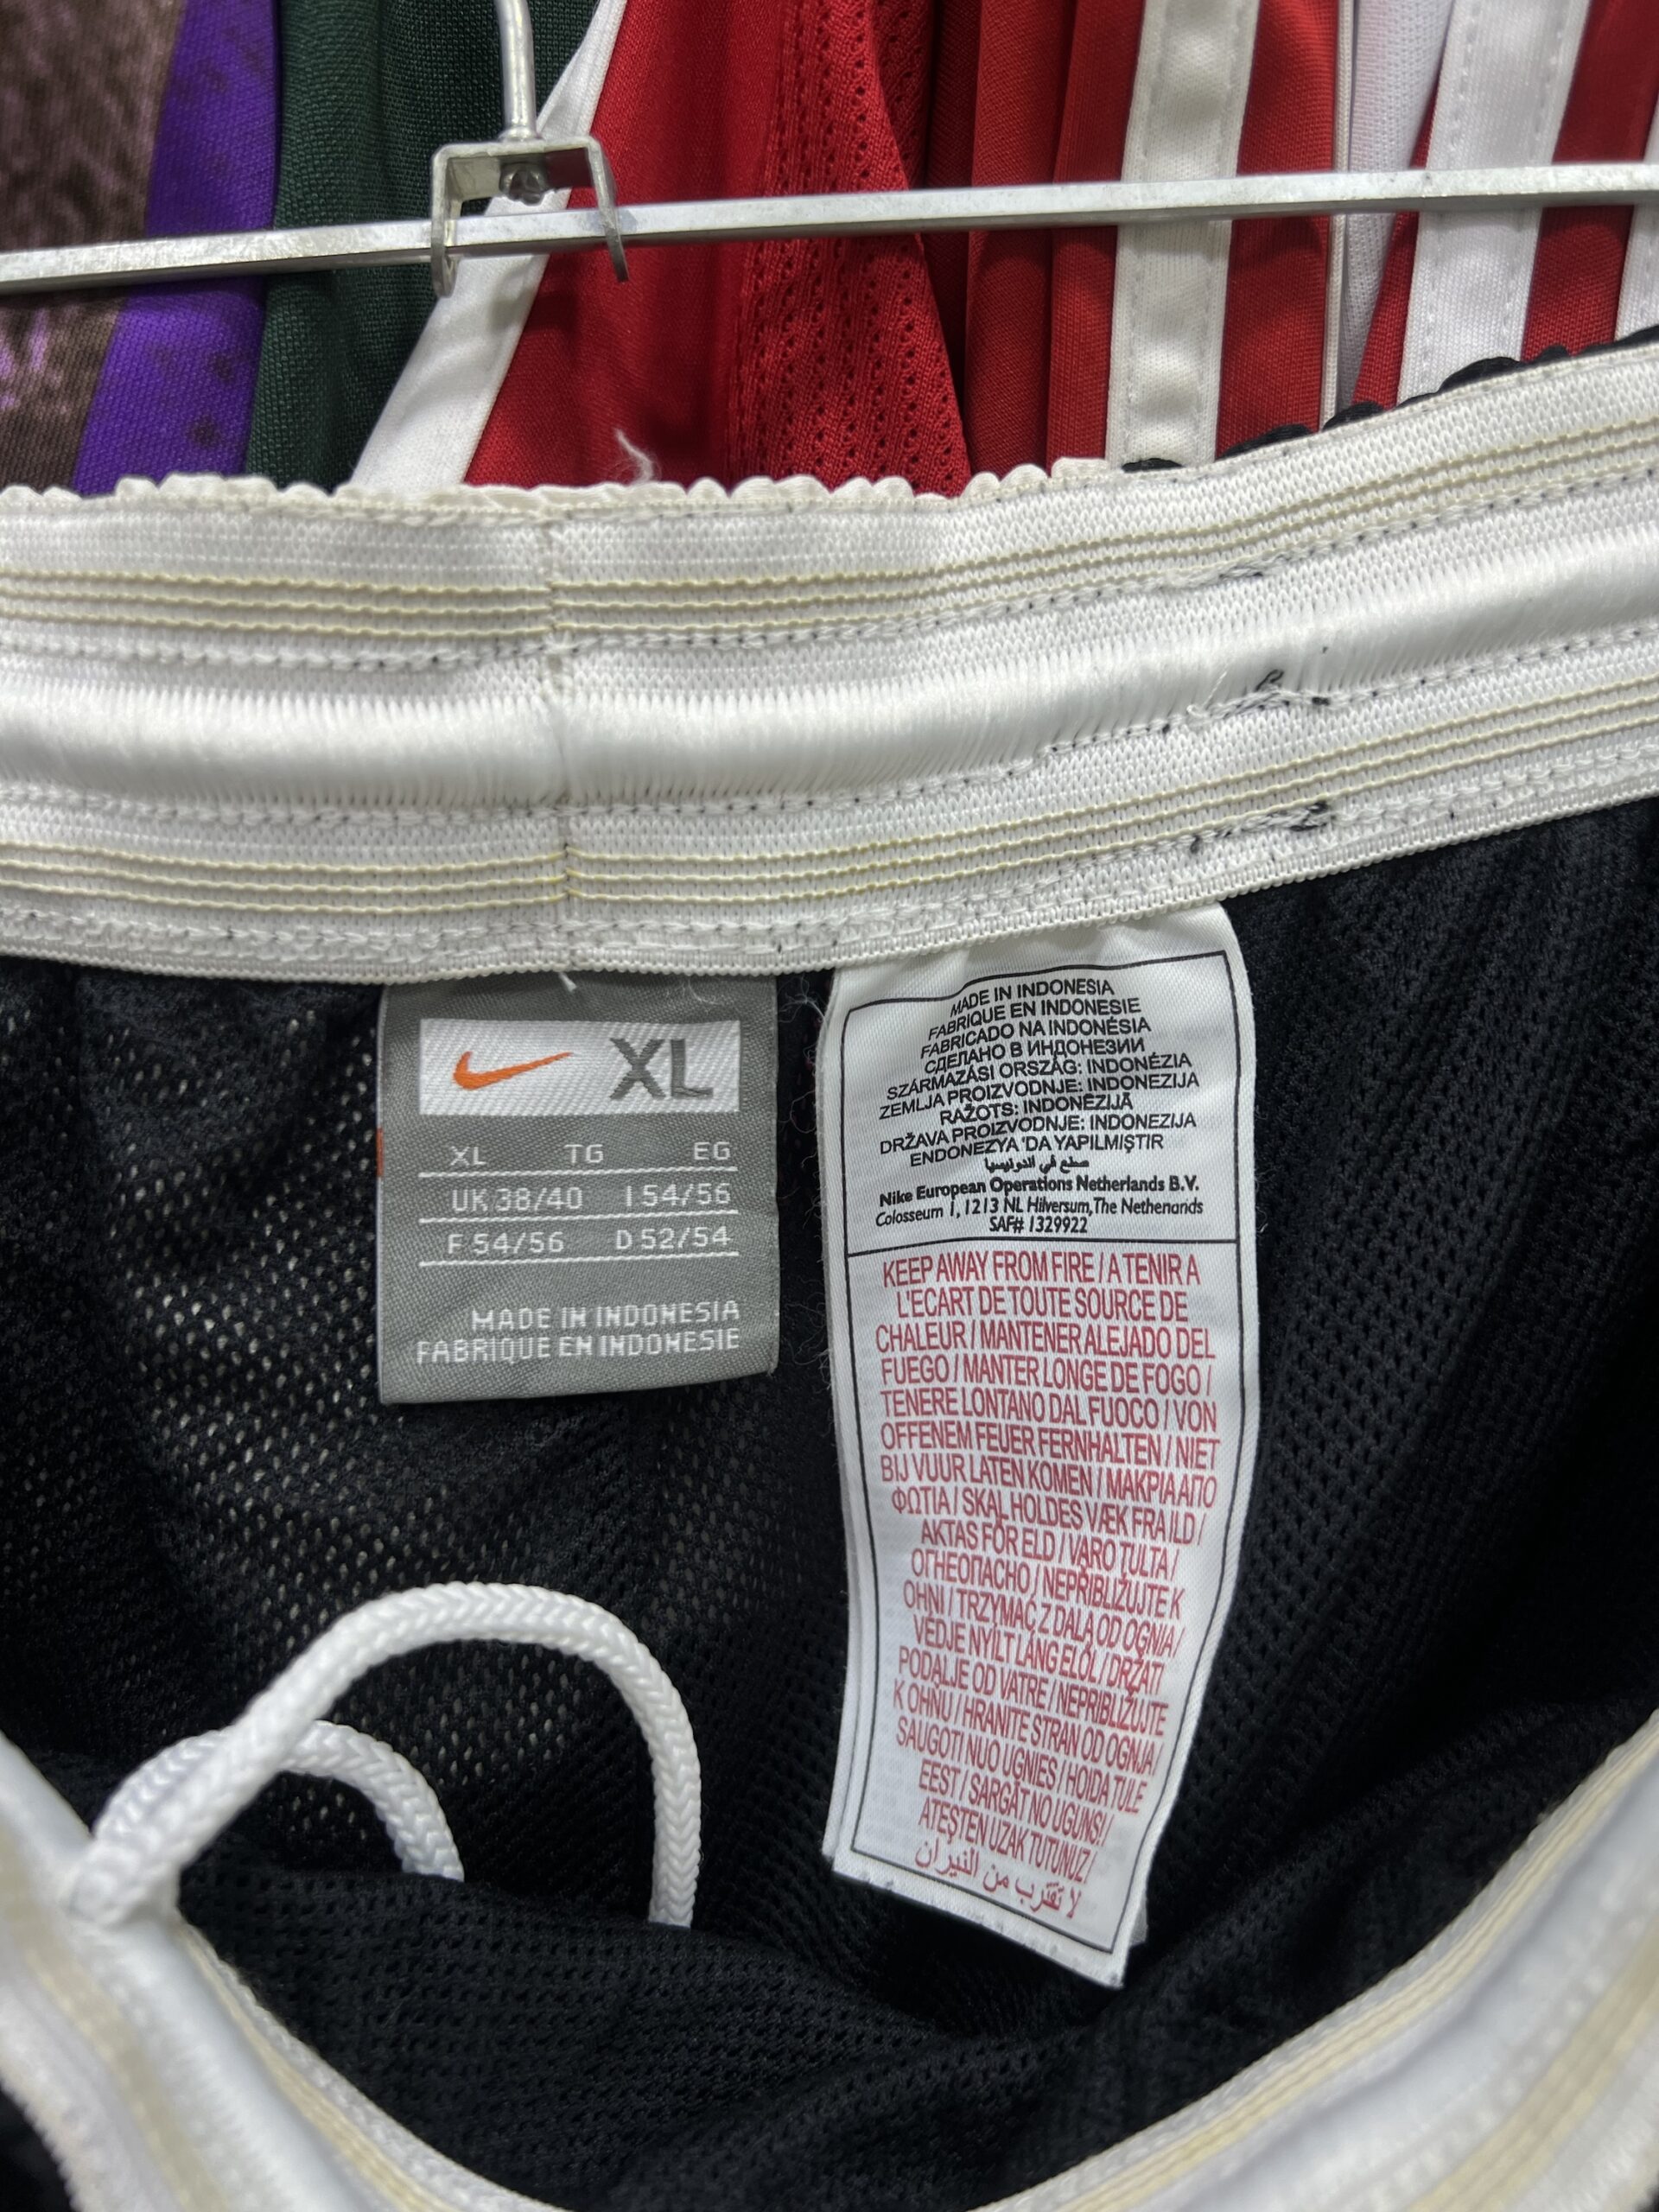 XL
XL TG EG
UK 38/40 I 54/56
F 54/56 D 52/54
MADE IN INDONESIA
FABRIQUE EN INDONESIE
MADE IN INDONESIA
FABRIQUE EN INDONESIE
FABRICADO NA INDONÉSIA
СДЕЛАНО В ИНДОНЕЗИИ
SZÁRMAZÁSI ORSZÁG: INDONÉZIA
ZEMLJA PROIZVODNJE: INDONEZIJA
RAŽOTS: INDONĒZIJĀ
DRŽAVA PROIZVODNJE: INDONEZIJA
ENDONEZYA 'DA YAPILMIŞTIR
صنع في اندونيسيا
Nike European Operations Netherlands B.V.
Colosseum 1, 1213 NL Hilversum, The Nethenands
SAF# 1329922
KEEP AWAY FROM FIRE / A TENIR A
L'ECART DE TOUTE SOURCE DE
CHALEUR / MANTENER ALEJADO DEL
FUEGO / MANTER LONGE DE FOGO /
TENERE LONTANO DAL FUOCO / VON
OFFENEM FEUER FERNHALTEN / NIET
BIJ VUUR LATEN KOMEN / ΜΑΚΡΙΑ ΑΠΟ
ΦΩΤΙΑ / SKAL HOLDES VÆK FRA ILD /
AKTAS FÖR ELD / VARO TULTA /
ОГНЕОПАСНО / NEPŘIBLIŽUJTE K
OHNI / TRZYMAĆ Z DALA OD OGNIA /
VÉDJE NYÍLT LÁNG ELŐL / DRŽATI
PODALJE OD VATRE / NEPRIBLIŽUJTE
K OHŇU / HRANITE STRAN OD OGNJA /
SAUGOTI NUO UGNIES / HOIDA TULE
EEST / SARGĀT NO UGUNS! /
ATEŞTEN UZAK TUTUNUZ /
لا تقترب من النيران